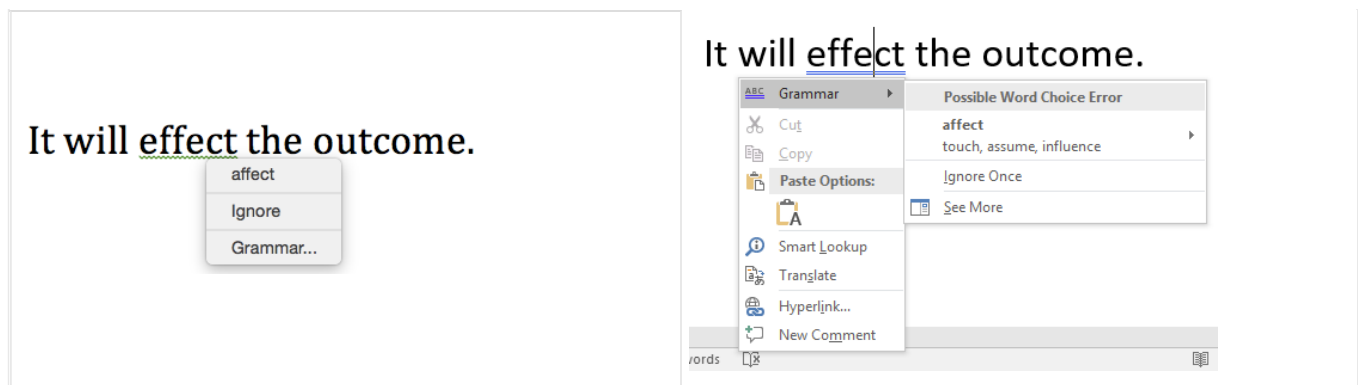 It will effect the outcome.
affect
Ignore
Grammar...
It will effect the outcome.
ABC Grammar
Cut
Copy
Paste Options:
A
Smart Lookup
Translate
Hyperlink...
New Comment
Possible Word Choice Error
affect
touch, assume, influence
Ignore Once
See More